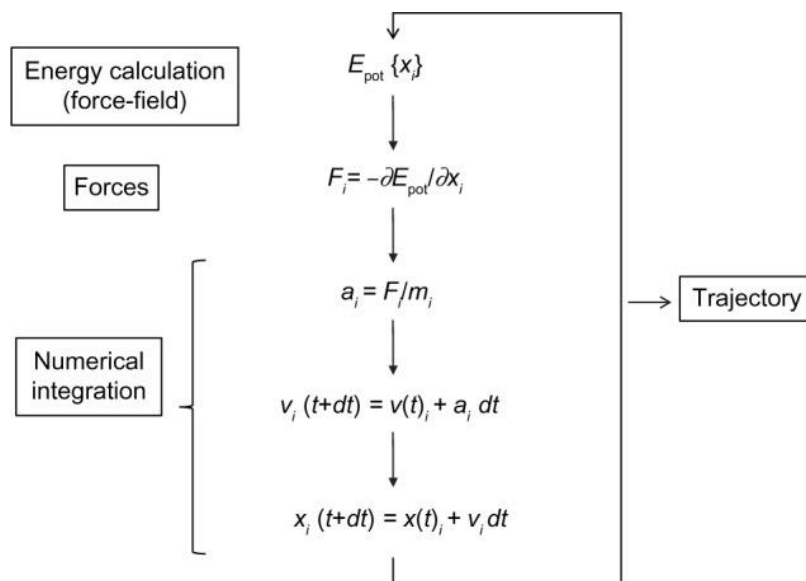 Energy calculation
(force-field)
E_pot {x_i}
Forces
F_i = −∂E_pot/∂x_i
a_i = F_i/m_i
Trajectory
Numerical
integration
v_i (t+dt) = v(t)_i + a_i dt
x_i (t+dt) = x(t)_i + v_i dt